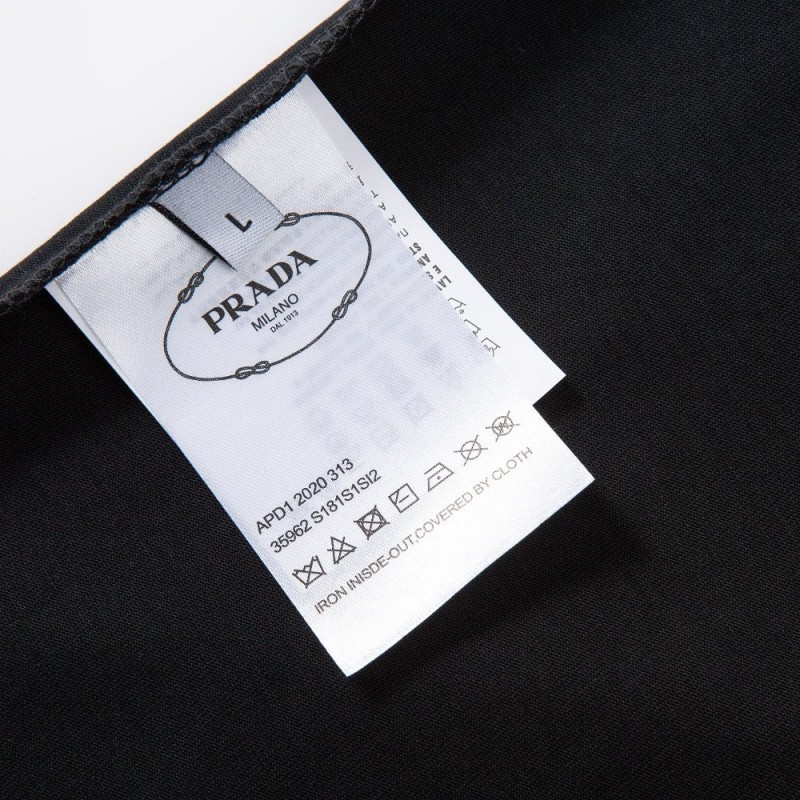 L
PRADA
MILANO
DAL 1913
APD1 2020 313
35962 S181S1SI2
IRON INISDE-OUT,COVERED BY CLOTH